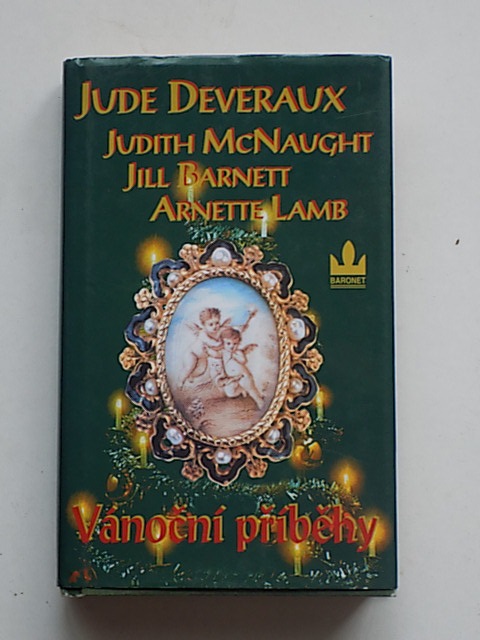 JUDE DEVERAUX
JUDITH MCNAUGHT
JILL BARNETT
ARNETTE LAMB
BARONET
Vánoční příběhy